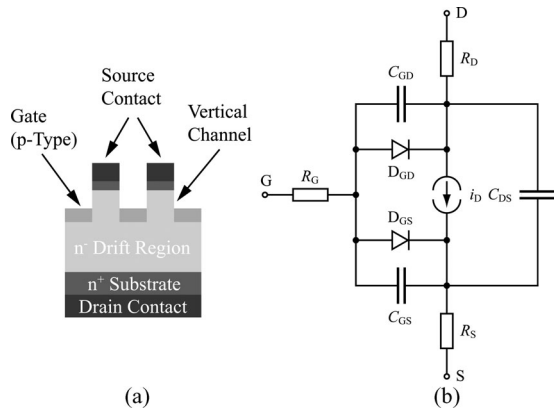 Source
Contact
Gate
(p-Type)
Vertical
Channel
n⁻ Drift Region
n⁺ Substrate
Drain Contact
(a)
D
R_D
C_GD
D_GD
G
R_G
i_D
C_DS
D_GS
C_GS
R_S
S
(b)